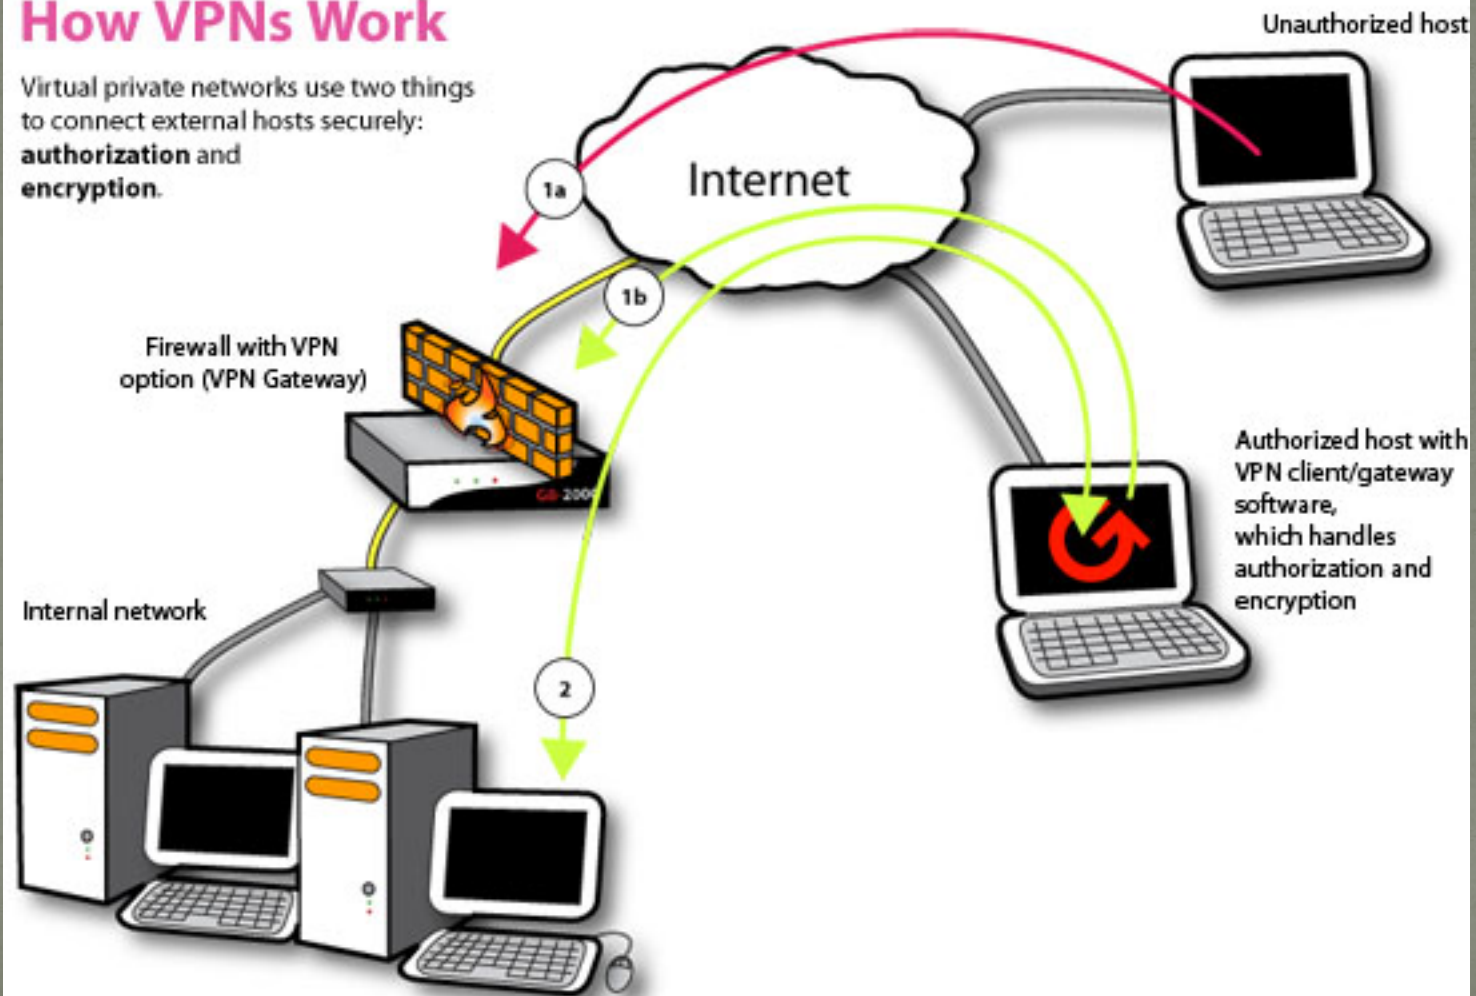 How VPNs Work
Virtual private networks use two things
to connect external hosts securely:
authorization and
encryption.
Unauthorized host
Internet
1a
1b
Firewall with VPN
option (VPN Gateway)
GB-2000
Authorized host with
VPN client/gateway
software,
which handles
authorization and
encryption
Internal network
2